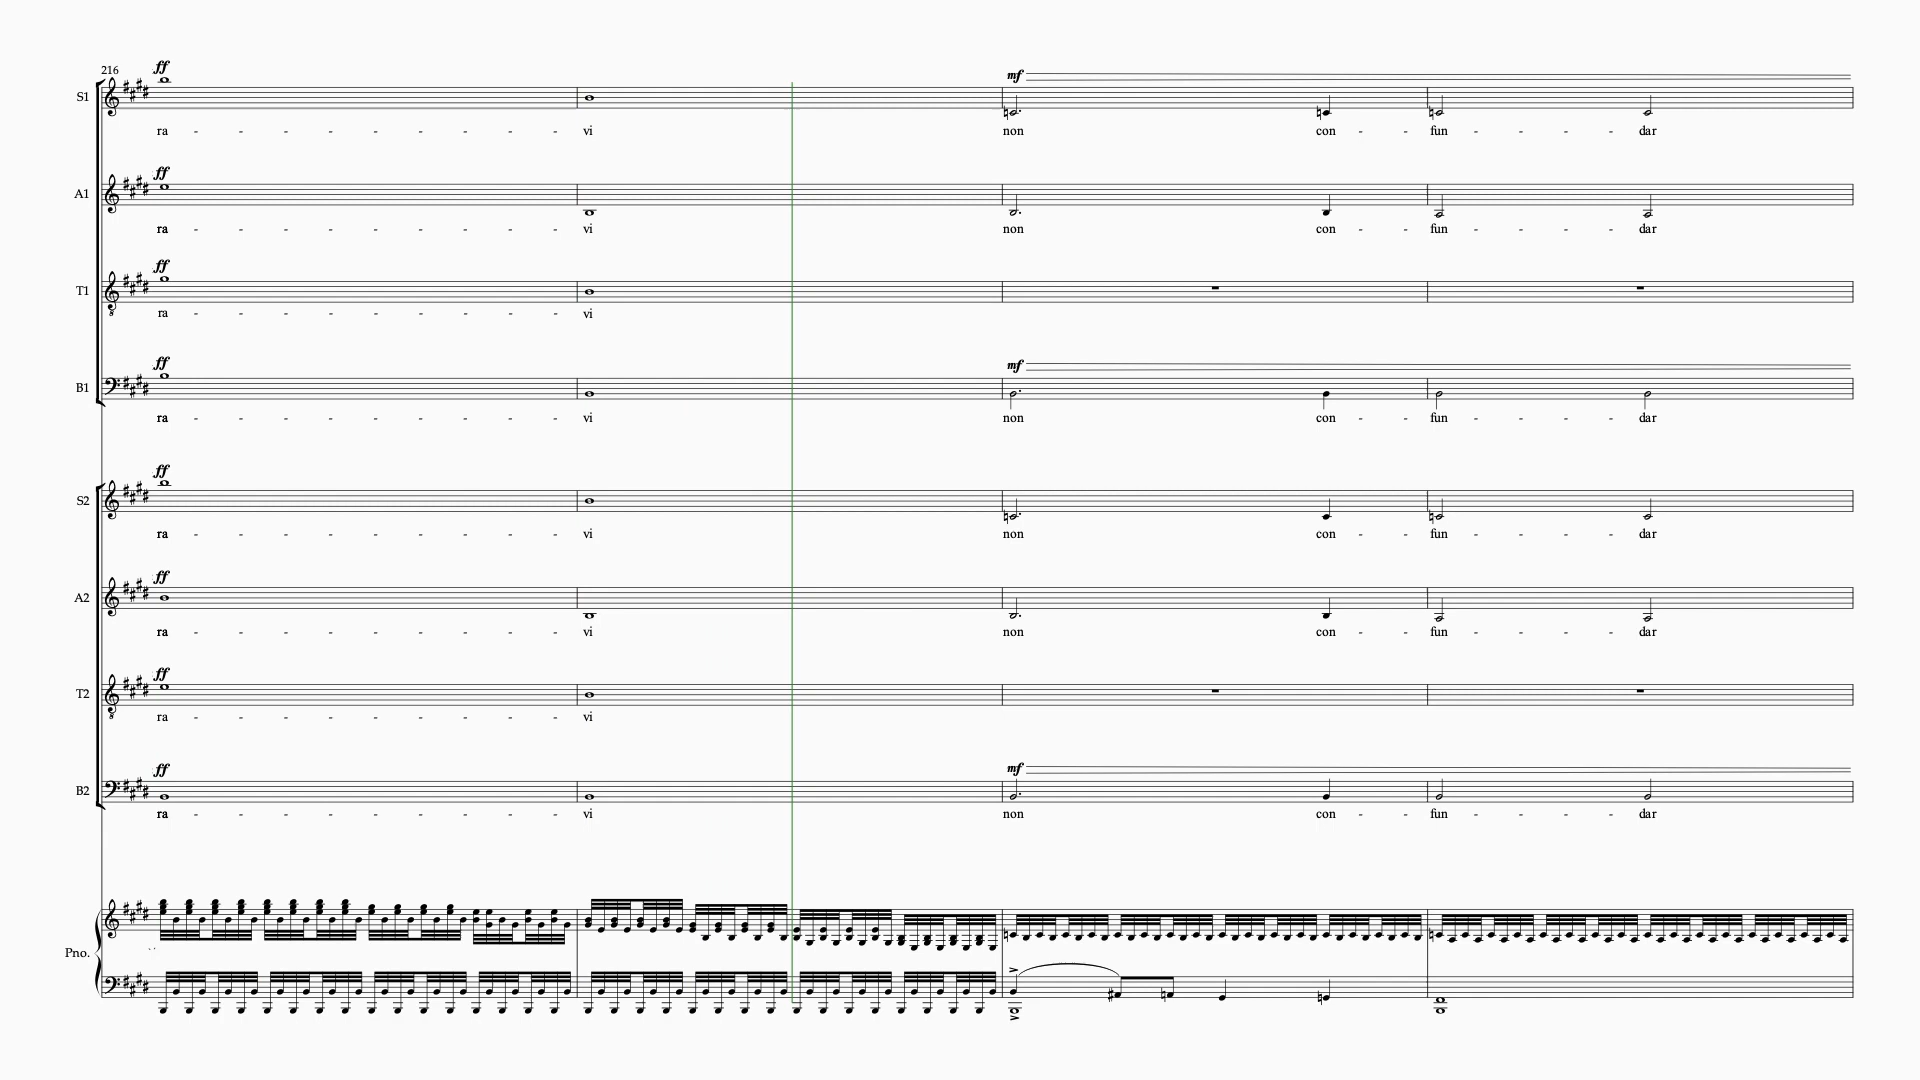 216
ff
S1
mf
ra - - - - - - - - - vi non con - fun - - - dar
ff
A1
ra - - - - - - - - - vi non con - fun - - - dar
ff
T1
ra - - - - - - - - - vi
ff
B1
mf
ra - - - - - - - - - vi non con - fun - - - dar
ff
S2
ra - - - - - - - - - vi non con - fun - - - dar
ff
A2
ra - - - - - - - - - vi non con - fun - - - dar
ff
T2
ra - - - - - - - - - vi
ff
B2
mf
ra - - - - - - - - - vi non con - fun - - - dar
Pno.